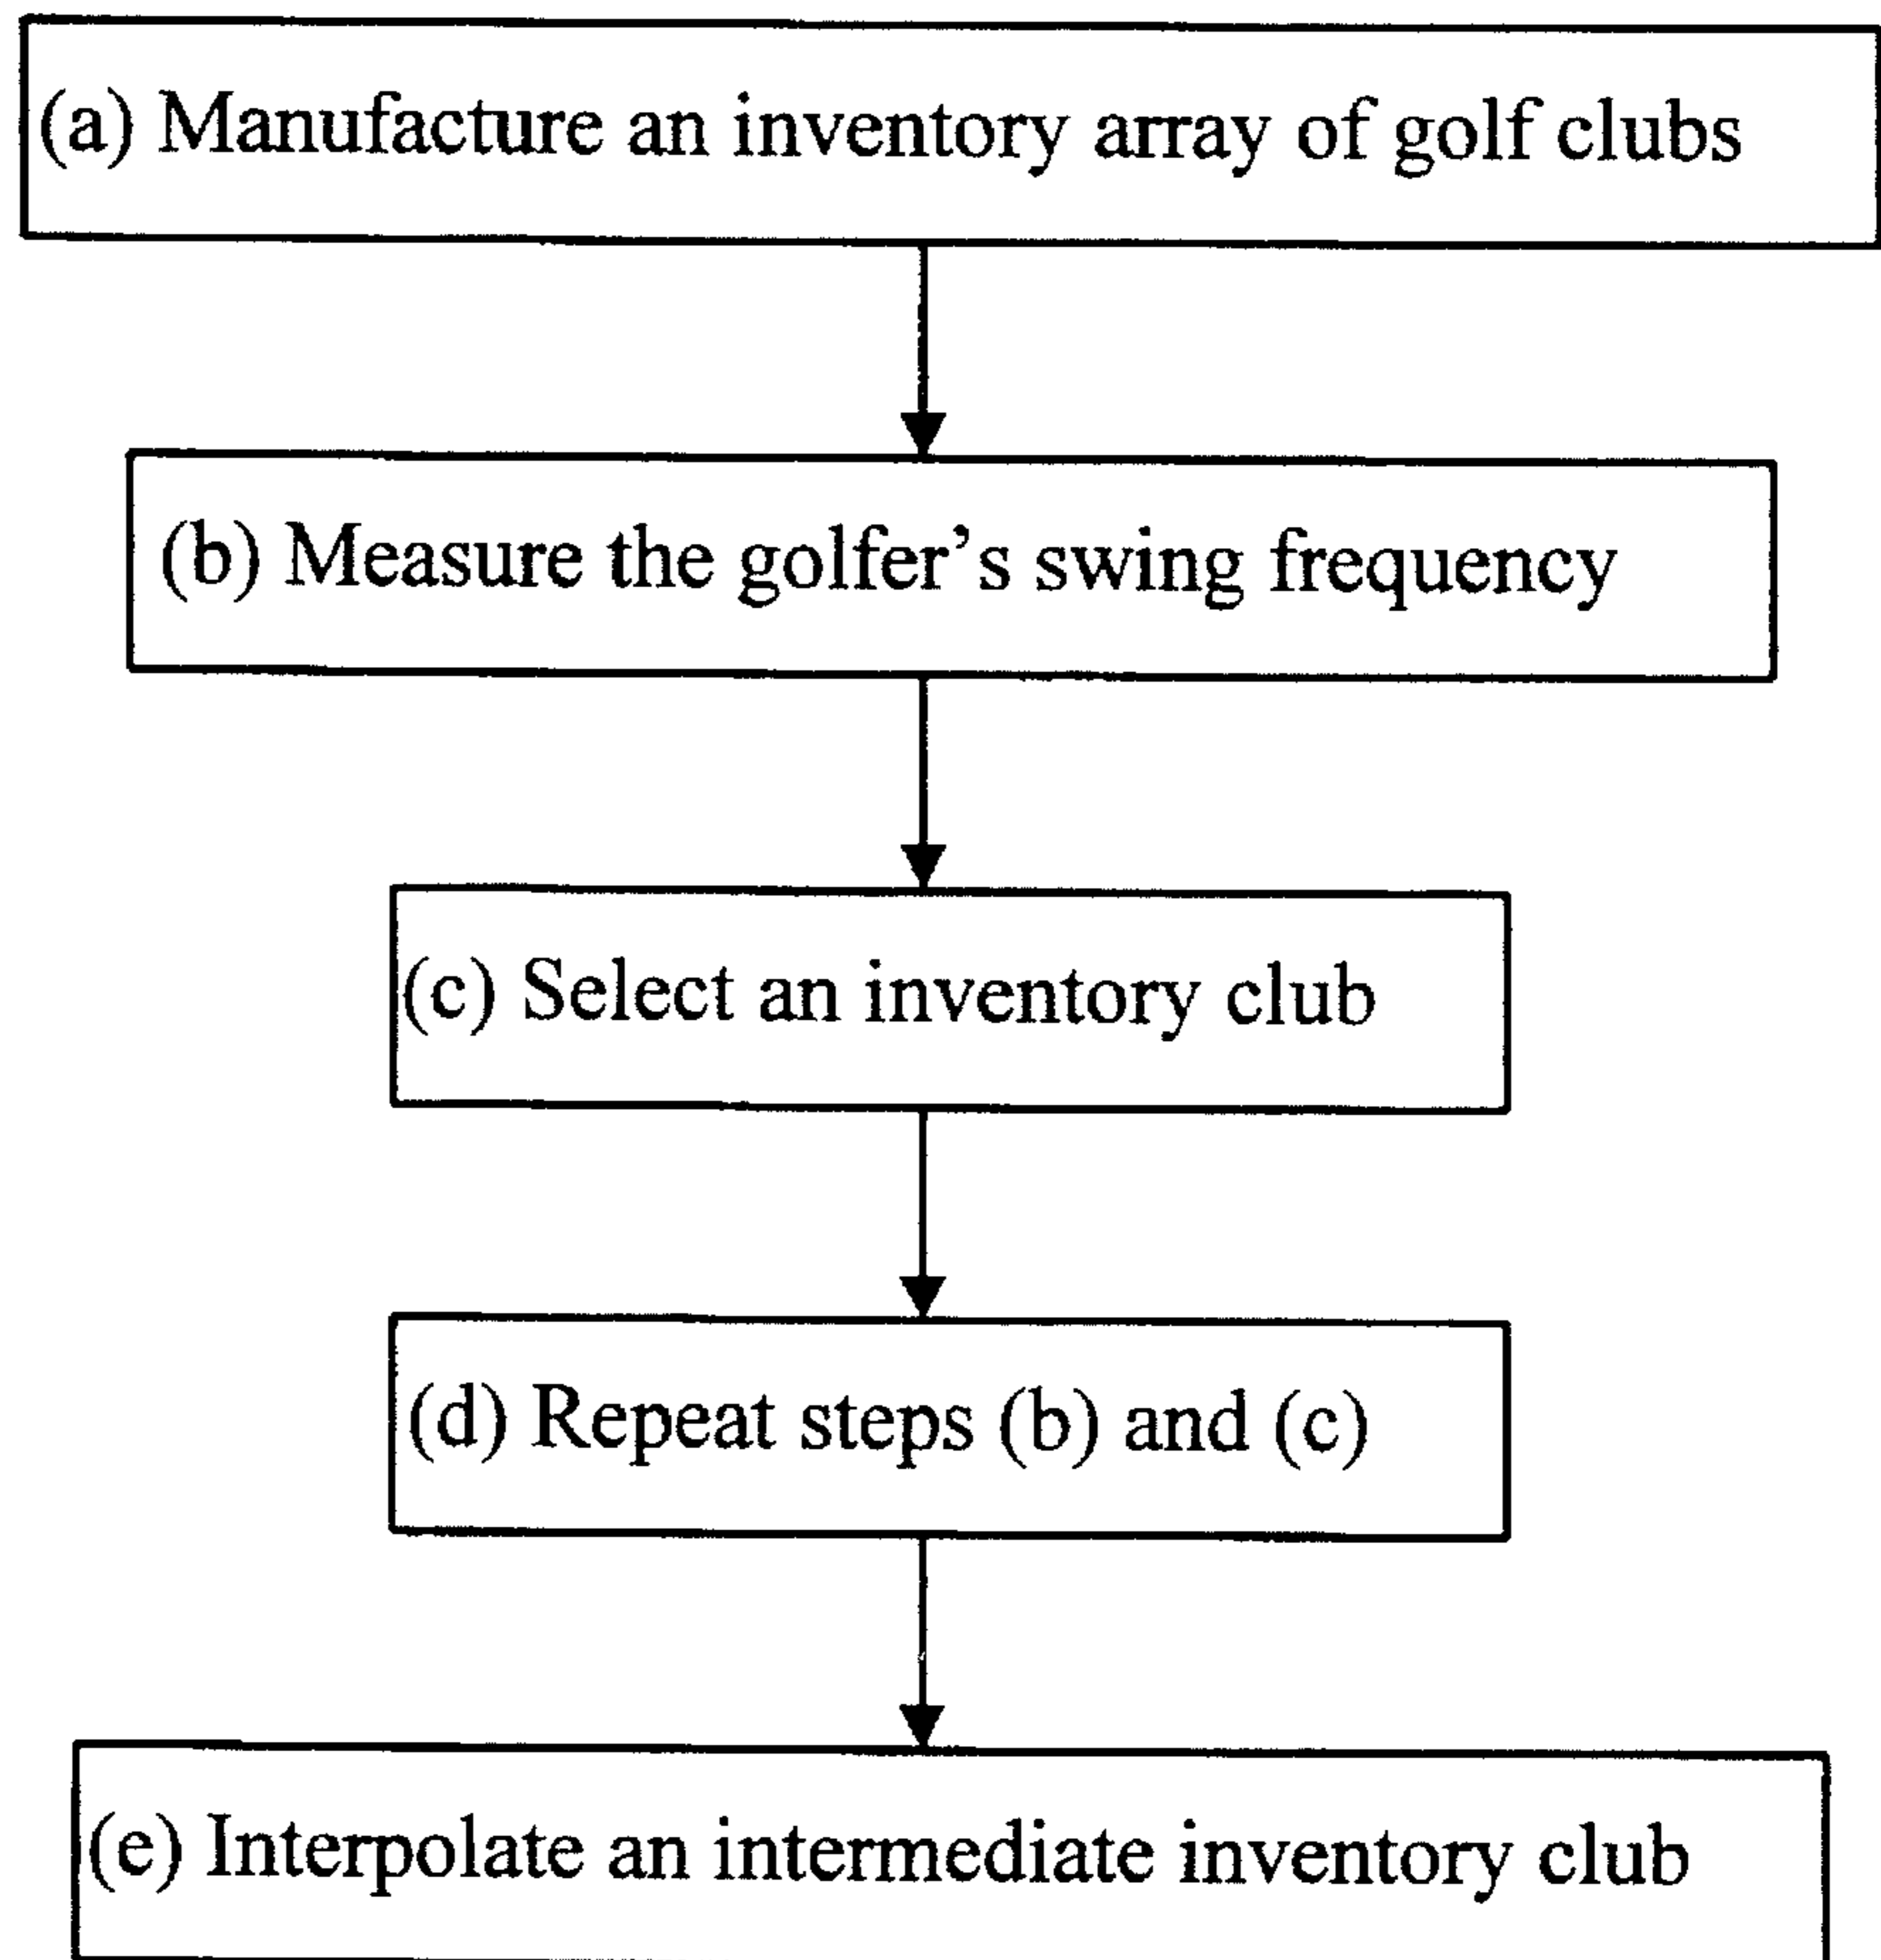 (a) Manufacture an inventory array of golf clubs
(b) Measure the golfer’s swing frequency
(c) Select an inventory club
(d) Repeat steps (b) and (c)
(e) Interpolate an intermediate inventory club